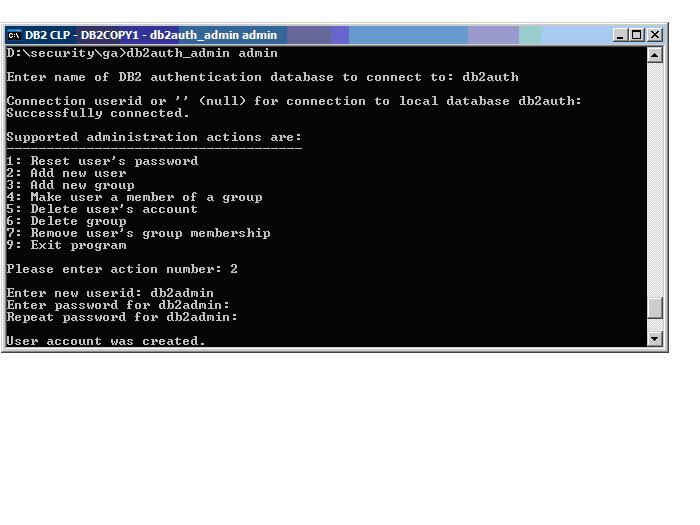 DB2 CLP - DB2COPY1 - db2auth_admin admin
D:\security\ga>db2auth_admin admin
Enter name of DB2 authentication database to connect to: db2auth
Connection userid or '' (null) for connection to local database db2auth:
Successfully connected.
Supported administration actions are:
-------------------------------------
1: Reset user's password
2: Add new user
3: Add new group
4: Make user a member of a group
5: Delete user's account
6: Delete group
7: Remove user's group membership
9: Exit program
Please enter action number: 2
Enter new userid: db2admin
Enter password for db2admin:
Repeat password for db2admin:
User account was created.